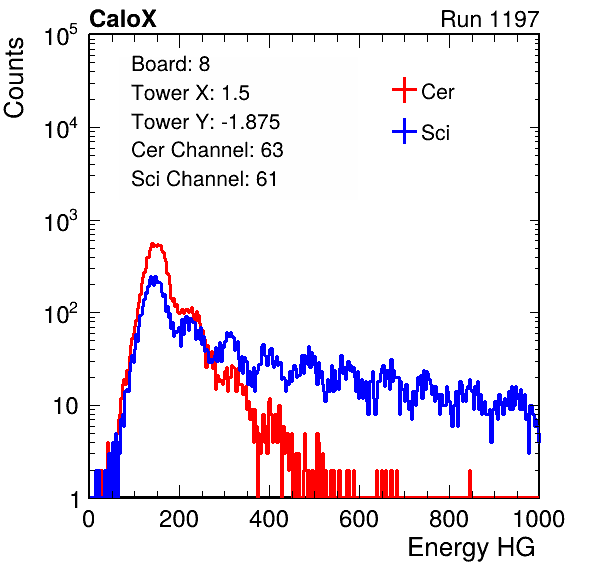 CaloX Run 1197
Counts
10^5
10^4
10^3
10^2
10
1
Board: 8
Tower X: 1.5
Tower Y: -1.875
Cer Channel: 63
Sci Channel: 61
Cer
Sci
0 200 400 600 800 1000
Energy HG